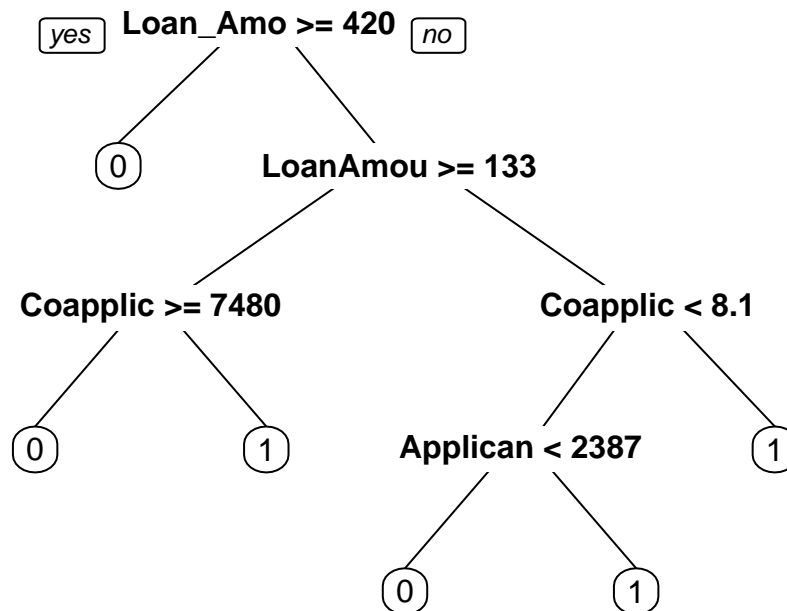 yes Loan_Amo >= 420 no
0
LoanAmou >= 133
Coapplic >= 7480 Coapplic < 8.1
0 1 Applican < 2387 1
0 1